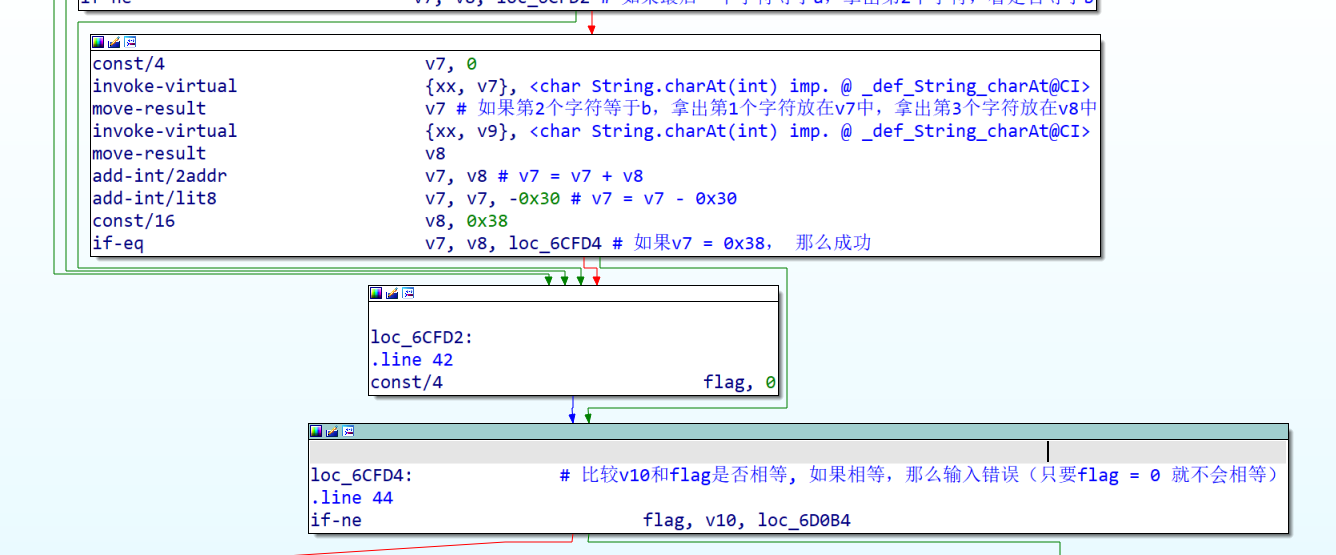 v7, v8, loc_6CFD2 #
const/4 v7, 0
invoke-virtual {xx, v7}, <char String.charAt(int) imp. @ _def_String_charAt@CI>
move-result v7 # 如果第2个字符等于b，拿出第1个字符放在v7中，拿出第3个字符放在v8中
invoke-virtual {xx, v9}, <char String.charAt(int) imp. @ _def_String_charAt@CI>
move-result v8
add-int/2addr v7, v8 # v7 = v7 + v8
add-int/lit8 v7, v7, -0x30 # v7 = v7 - 0x30
const/16 v8, 0x38
if-eq v7, v8, loc_6CFD4 # 如果v7 = 0x38， 那么成功
loc_6CFD2:
.line 42
const/4 flag, 0
loc_6CFD4: # 比较v10和flag是否相等, 如果相等，那么输入错误（只要flag = 0 就不会相等）
.line 44
if-ne flag, v10, loc_6D0B4